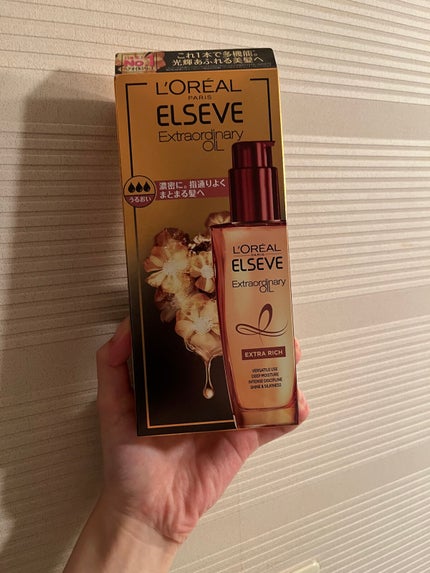 No.1
これ1本で多機能。
光輝あふれる美髪へ
L'ORÉAL
PARIS
ELSEVE
Extraordinary
OIL
濃密に。指通りよく
まとまる髪へ
うるおい
L'ORÉAL
PARIS
ELSEVE
Extraordinary
OIL
EXTRA RICH
VERSATILE USE
DEEP MOISTURE
INTENSE DISCIPLINE
SHINE & SILKINESS